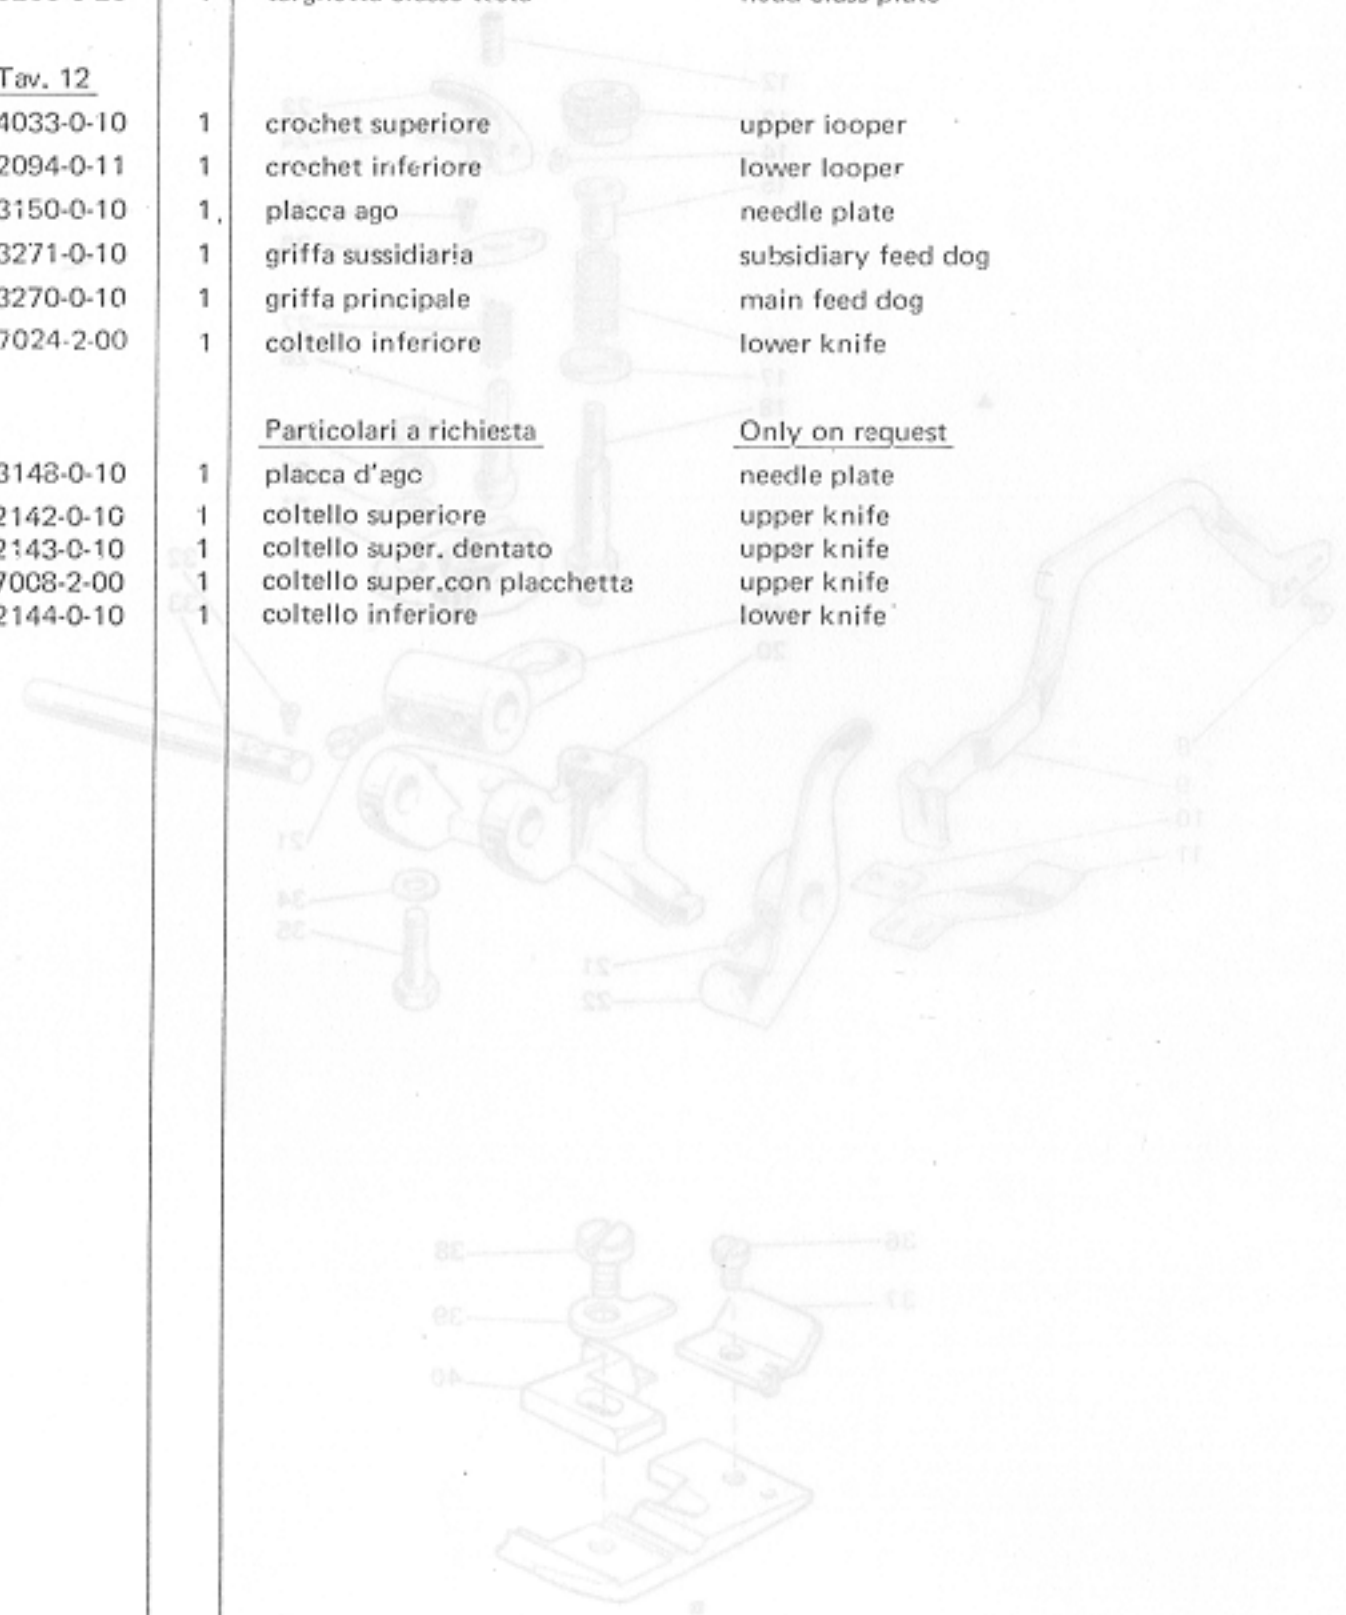 Tav. 12
4033-0-10 1 crochet superiore upper iooper
2094-0-11 1 crochet inferiore lower looper
3150-0-10 1 placca ago needle plate
3271-0-10 1 griffa sussidiaria subsidiary feed dog
3270-0-10 1 griffa principale main feed dog
7024-2-00 1 coltello inferiore lower knife
Particolari a richiesta Only on request
3148-0-10 1 placca d'ago needle plate
2142-0-10 1 coltello superiore upper knife
2143-0-10 1 coltello super. dentato upper knife
7008-2-00 1 coltello super.con placchetta upper knife
2144-0-10 1 coltello inferiore lower knife